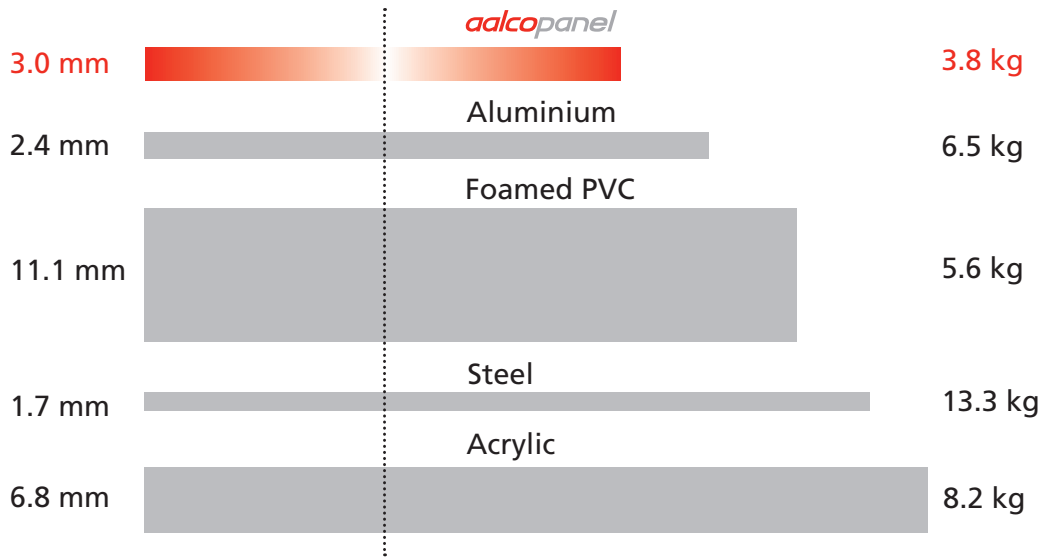 aalcopanel
3.0 mm 3.8 kg
Aluminium
2.4 mm 6.5 kg
Foamed PVC
11.1 mm 5.6 kg
Steel
1.7 mm 13.3 kg
Acrylic
6.8 mm 8.2 kg